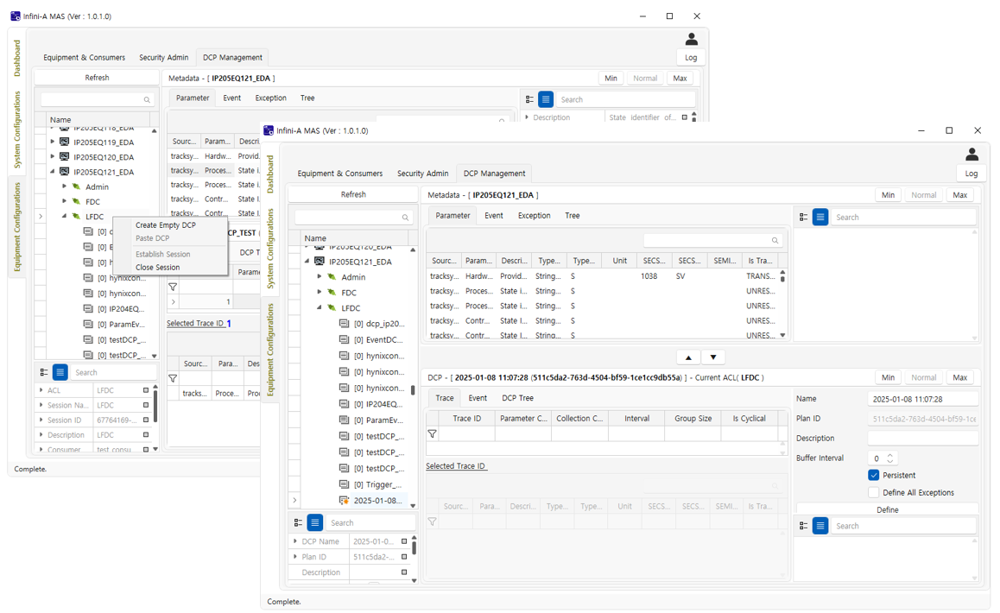 Infini-A MAS (Ver : 1.0.1.0)
Log
Equipment & Consumers Security Admin DCP Management
Dashboard
System Configurations
Equipment Configurations
Refresh
Metadata - [ IP205EQ121_EDA ]
Min Normal Max
Parameter Event Exception Tree
Search
Description State identifier of...
Name
IP205EQ118_EDA
IP205EQ119_EDA
IP205EQ120_EDA
IP205EQ121_EDA
Admin
FDC
LFDC
Sourc... Param... Descri
tracksy... Hardw... Provid.
tracksy... Proces... State i.
tracksy... Proces... State i.
tracksy... Contr... State i.
tracksy... Contr... State I.
Create Empty DCP
Paste DCP
Establish Session
Close Session
CP_TEST (
DCP T
Parame
1
[0] hynixcon...
[0] hynixcon...
[0] IP204EQ...
[0] ParamEv...
[0] testDCP_...
[0] testDCP_...
Selected Trace ID 1
Sourc... Para... Des
tracks... Proce... Pro
Search
ACL LFDC
Session Na... LFDC
Session ID 67764169-...
Description LFDC
Consumer test_consu
Complete.
Infini-A MAS (Ver : 1.0.1.0)
Log
Equipment & Consumers Security Admin DCP Management
Dashboard
System Configurations
Equipment Configurations
Refresh
Metadata - [ IP205EQ121_EDA ]
Min Normal Max
Parameter Event Exception Tree
Search
Name
IP205EQ120_EDA
IP205EQ121_EDA
Admin
FDC
LFDC
[0] dcp_ip20...
[0] EventDC...
[0] hynixcon...
[0] hynixcon...
[0] hynixcon...
[0] IP204EQ...
[0] ParamEv...
[0] testDCP_...
[0] testDCP_...
[0] testDCP_...
[0] Trigger_...
2025-01-08...
Sourc... Param... Descri... Type... Type... Unit SECS... SECS... SEMI... Is Tra...
tracksy... Hardw... Provid... String... S 1038 SV TRANS...
tracksy... Proces... State i... String... S UNRES...
tracksy... Proces... State i... String... S UNRES...
tracksy... Contr... State I... String... S UNRES...
tracksy... Contr... State I... String... S UNRES...
DCP - [ 2025-01-08 11:07:28 (511c5da2-763d-4504-bf59-1ce1cc9db55a) ] - Current ACL( LFDC )
Min Normal Max
Trace Event DCP Tree
Trace ID Parameter C... Collection C... Interval Group Size Is Cyclical
Selected Trace ID
Sourc... Para... Descri... Type... Type... Unit SECS... SECS... SEMI... Is Tra...
Name 2025-01-08 11:07:28
Plan ID 511c5da2-763d-4504-bf59-1ce
Description
Buffer Interval 0
Persistent
Define All Exceptions
Define
Search
Search
DCP Name 2025-01-0...
Plan ID 511c5da2-...
Description
Complete.